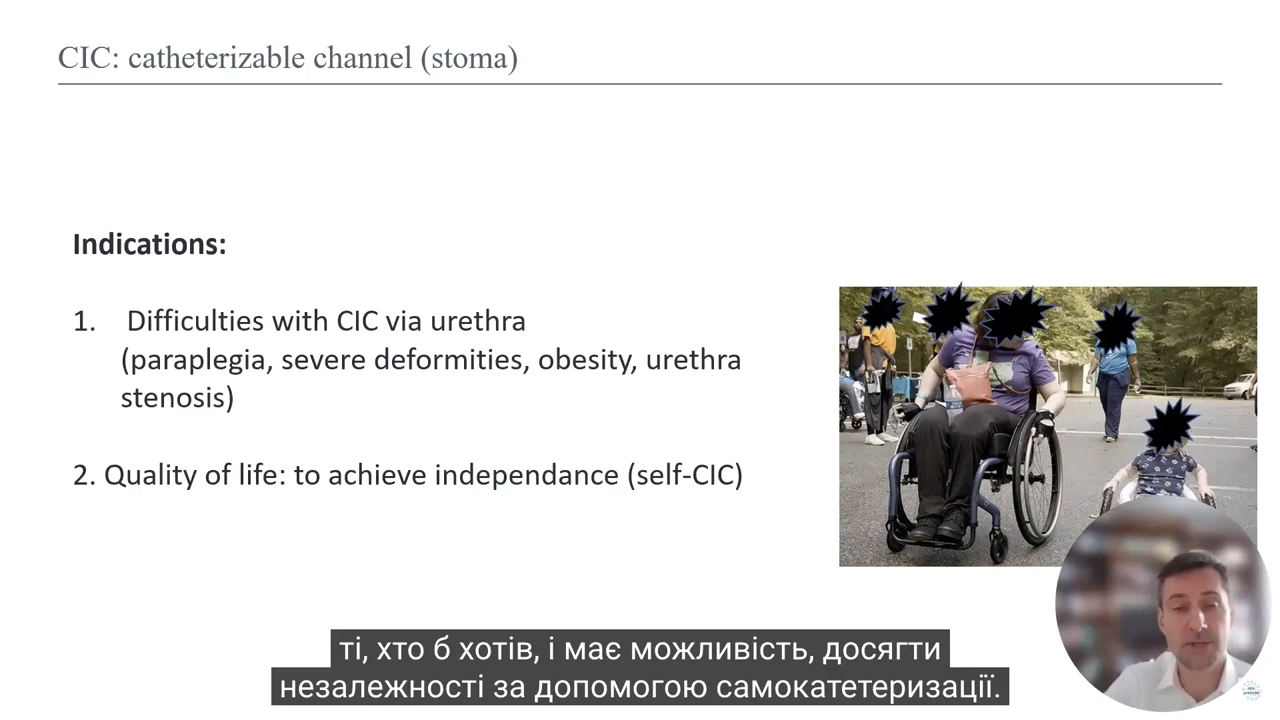 CIC: catheterizable channel (stoma)
Indications:
1. Difficulties with CIC via urethra
(paraplegia, severe deformities, obesity, urethra
stenosis)
2. Quality of life: to achieve independance (self-CIC)
ті, хто б хотів, і має можливість, досягти
незалежності за допомогою самокатетеризації.